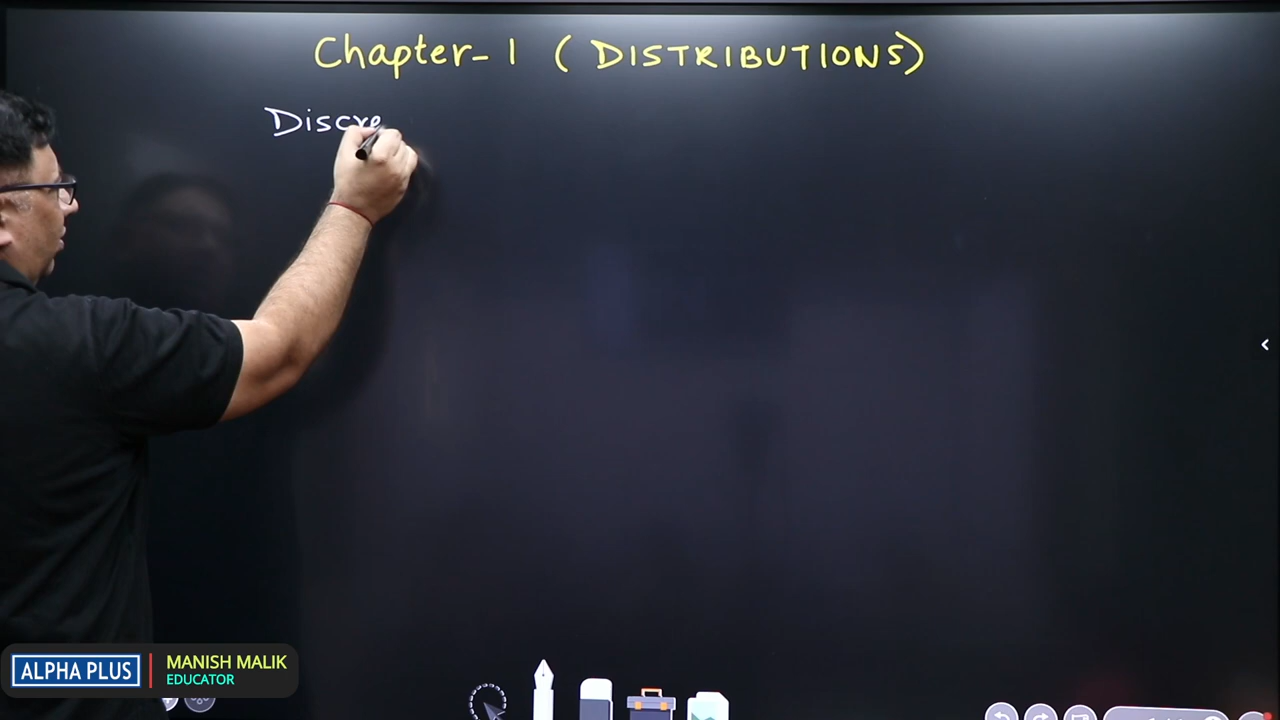 Chapter-1 (DISTRIBUTIONS)
Discre
ALPHA PLUS
MANISH MALIK
EDUCATOR